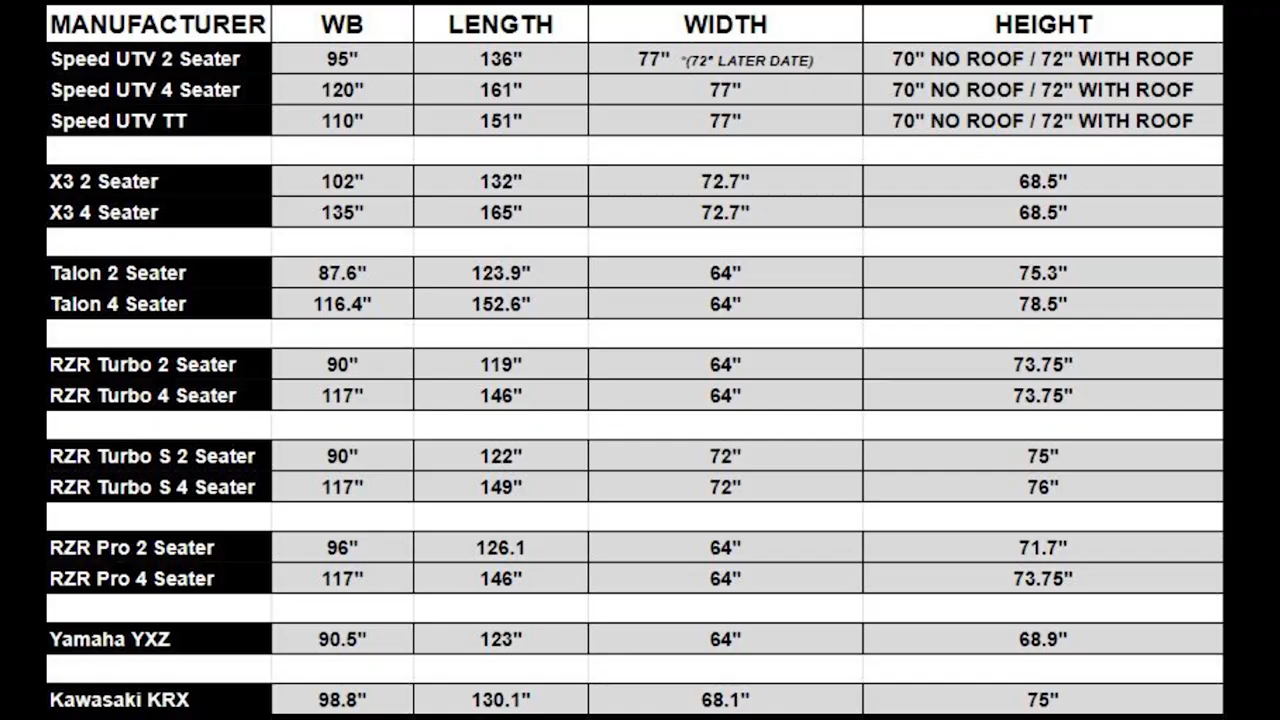 MANUFACTURER WB LENGTH WIDTH HEIGHT
Speed UTV 2 Seater 95" 136" 77" *(72" LATER DATE) 70" NO ROOF / 72" WITH ROOF
Speed UTV 4 Seater 120" 161" 77" 70" NO ROOF / 72" WITH ROOF
Speed UTV TT 110" 151" 77" 70" NO ROOF / 72" WITH ROOF
X3 2 Seater 102" 132" 72.7" 68.5"
X3 4 Seater 135" 165" 72.7" 68.5"
Talon 2 Seater 87.6" 123.9" 64" 75.3"
Talon 4 Seater 116.4" 152.6" 64" 78.5"
RZR Turbo 2 Seater 90" 119" 64" 73.75"
RZR Turbo 4 Seater 117" 146" 64" 73.75"
RZR Turbo S 2 Seater 90" 122" 72" 75"
RZR Turbo S 4 Seater 117" 149" 72" 76"
RZR Pro 2 Seater 96" 126.1 64" 71.7"
RZR Pro 4 Seater 117" 146" 64" 73.75"
Yamaha YXZ 90.5" 123" 64" 68.9"
Kawasaki KRX 98.8" 130.1" 68.1" 75"